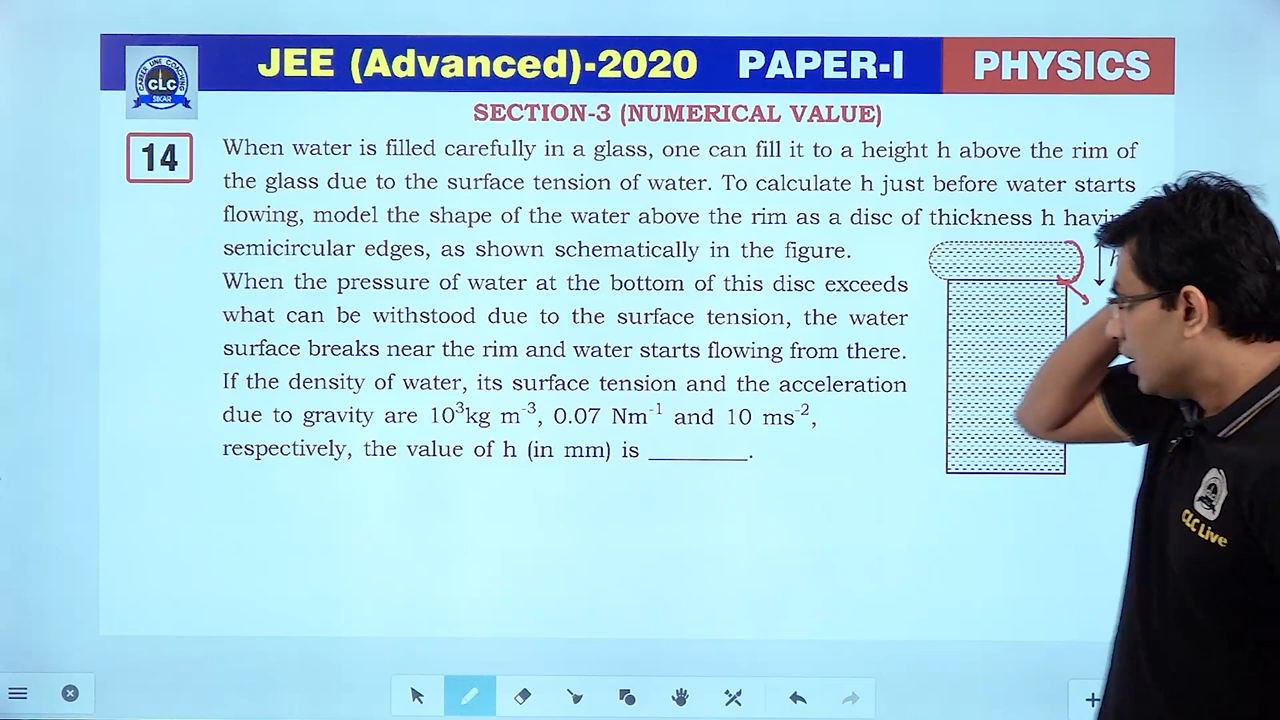 JEE (Advanced)-2020 PAPER-I PHYSICS
CLC
SIKAR
SECTION-3 (NUMERICAL VALUE)
14
When water is filled carefully in a glass, one can fill it to a height h above the rim of
the glass due to the surface tension of water. To calculate h just before water starts
flowing, model the shape of the water above the rim as a disc of thickness h havin
semicircular edges, as shown schematically in the figure.
When the pressure of water at the bottom of this disc exceeds
what can be withstood due to the surface tension, the water
surface breaks near the rim and water starts flowing from there.
If the density of water, its surface tension and the acceleration
due to gravity are 10³kg m⁻³, 0.07 Nm⁻¹ and 10 ms⁻²,
respectively, the value of h (in mm) is ________.
h
CLC Live